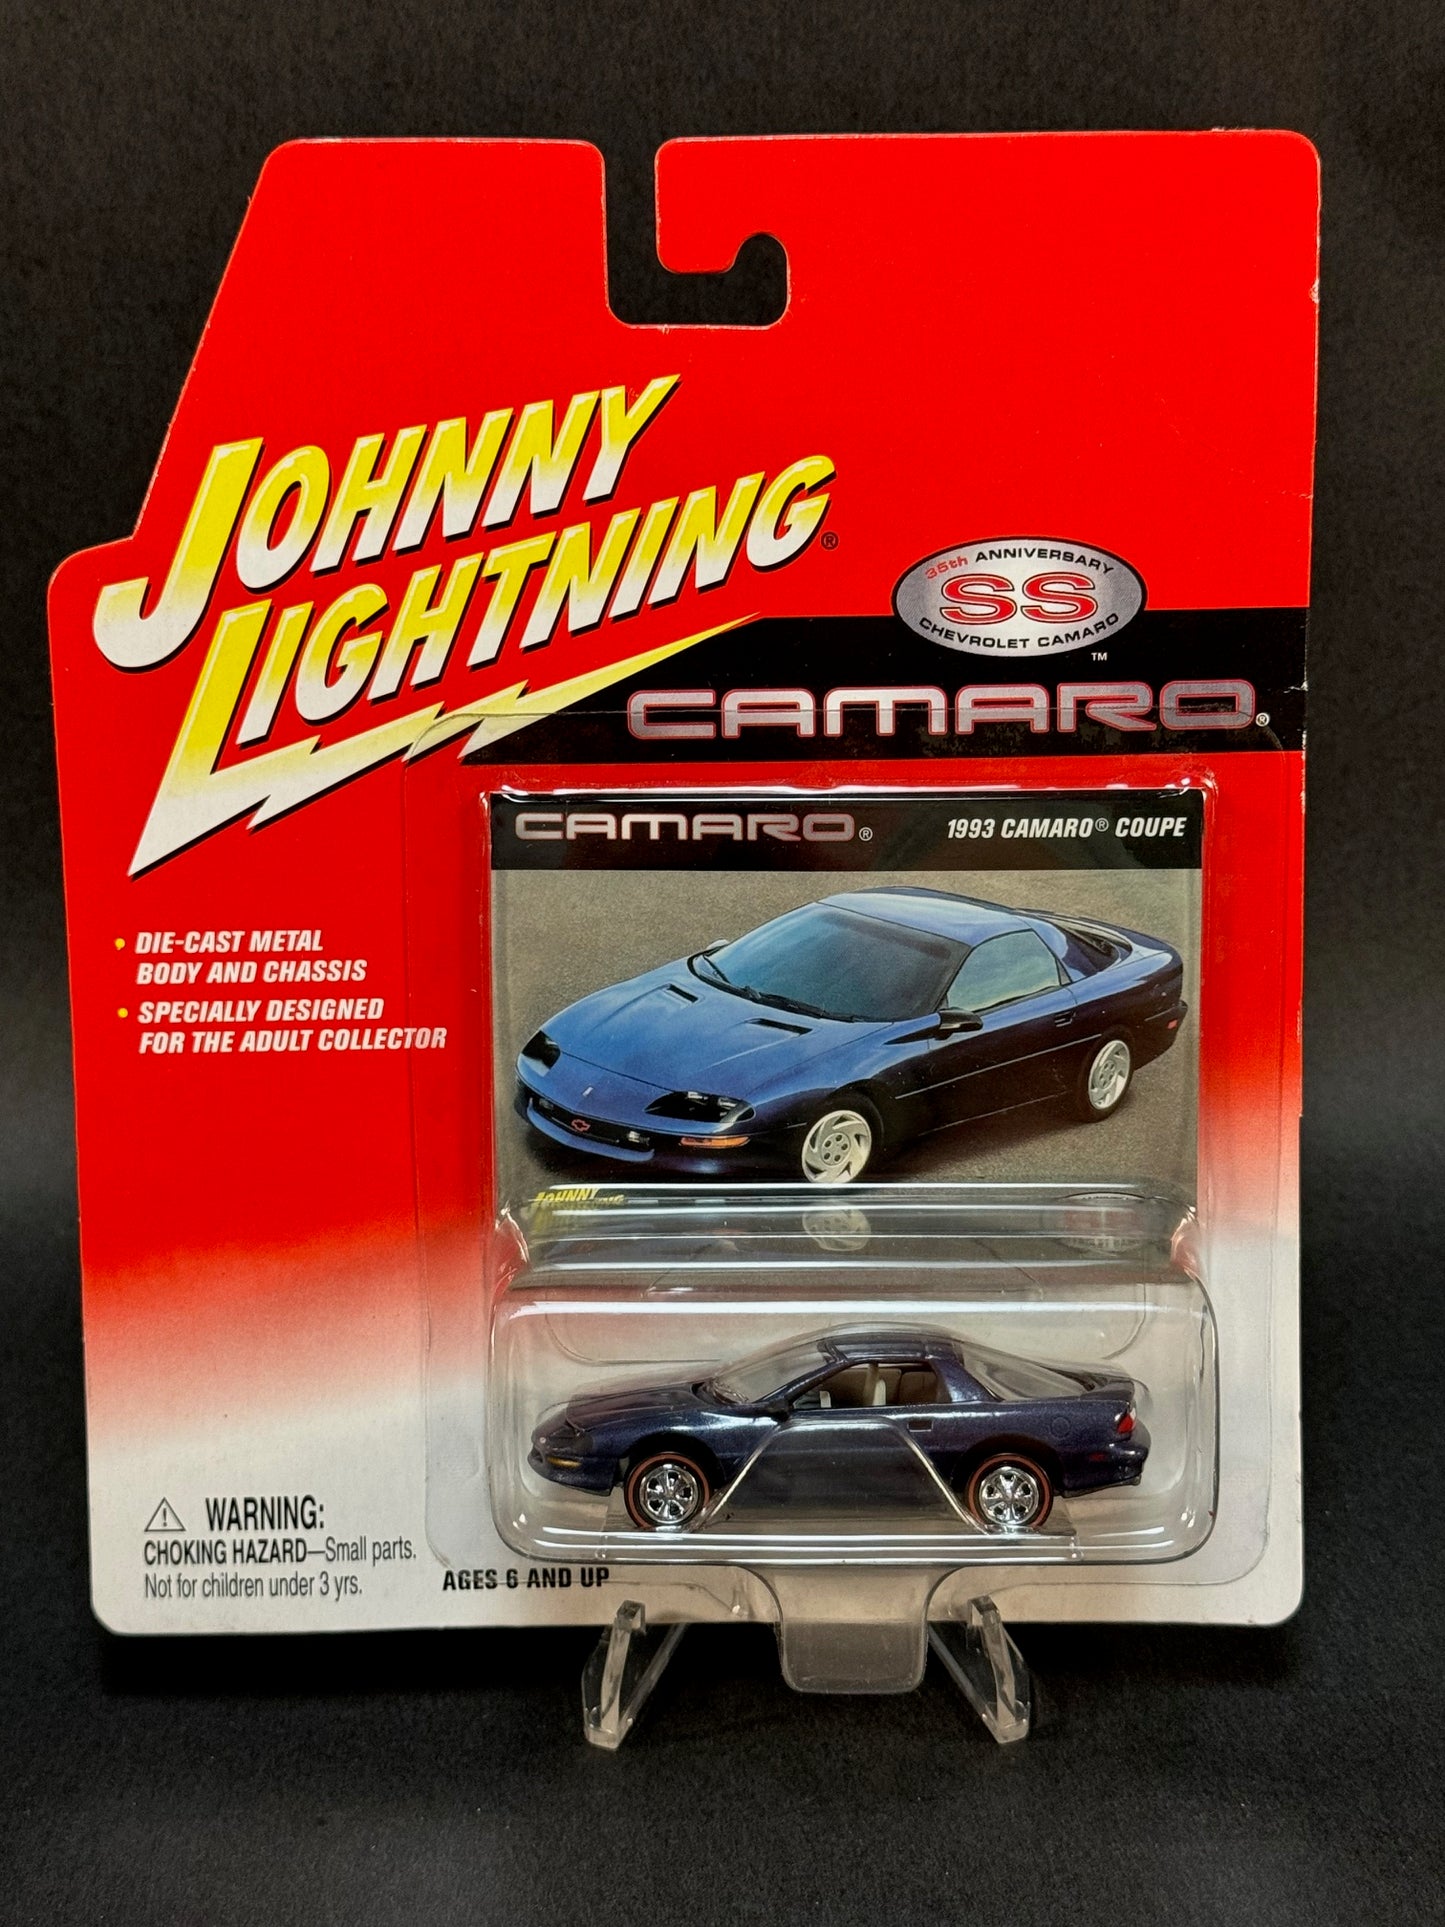 JOHNNY
LIGHTNING®
35th ANNIVERSARY
SS
CHEVROLET CAMARO
™
CAMARO®
CAMARO®
1993 CAMARO® COUPE
• DIE-CAST METAL
BODY AND CHASSIS
• SPECIALLY DESIGNED
FOR THE ADULT COLLECTOR
JOHNNY
LIGHTNING
⚠ WARNING:
CHOKING HAZARD—Small parts.
Not for children under 3 yrs.
AGES 6 AND UP